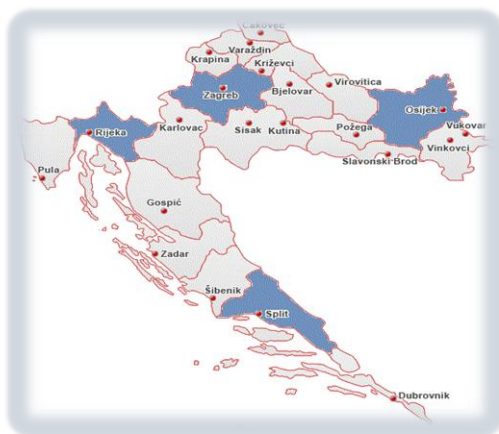 Čakovec
Varaždin
Krapina
Križevci
Zagreb
Bjelovar
Virovitica
Osijek
Rijeka
Karlovac
Sisak
Kutina
Požega
Vukovar
Vinkovci
Slavonski Brod
Pula
Gospić
Zadar
Šibenik
Split
Dubrovnik